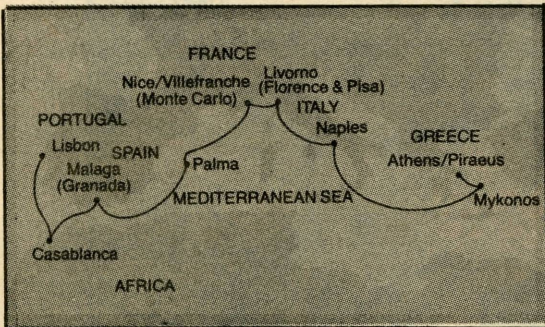 FRANCE
Nice/Villefranche
(Monte Carlo)
Livorno
(Florence & Pisa)
ITALY
PORTUGAL
Lisbon
SPAIN
Malaga
(Granada)
Palma
Naples
GREECE
Athens/Piraeus
MEDITERRANEAN SEA
Mykonos
Casablanca
AFRICA